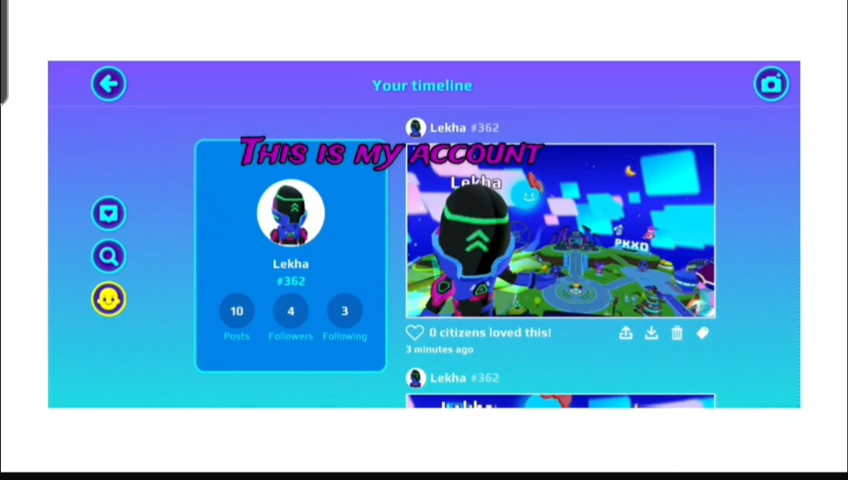 Your timeline
Lekha #362
THIS IS MY ACCOUNT
Lekha
PKXD
Lekha
#362
10
4
3
Posts
Followers
Following
0 citizens loved this!
3 minutes ago
Lekha #362